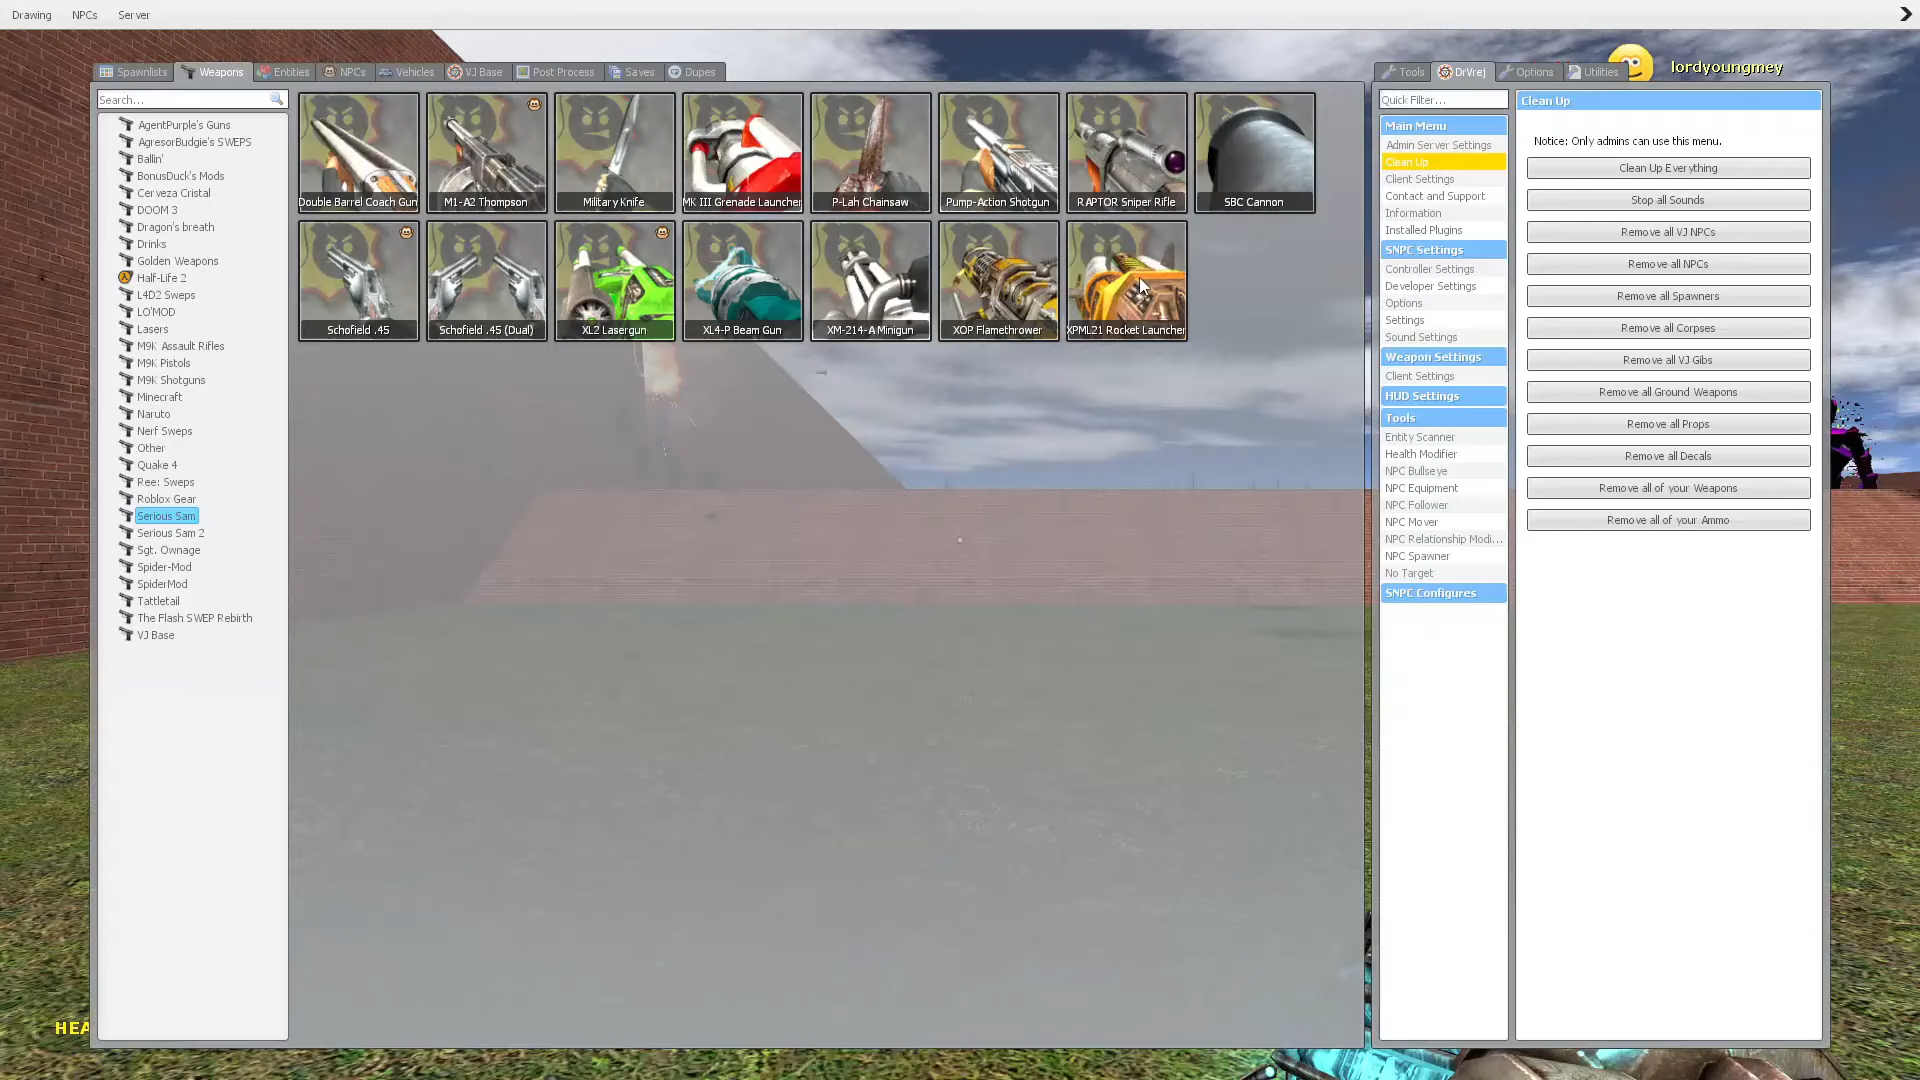 Drawing NPCs Server
lordyoungmey
Spawnlists Weapons Entities NPCs Vehicles VJ Base Post Process Saves Dupes
Search...
AgentPurple's Guns
AgresorBudgie's SWEPS
Ballin'
BonusDuck's Mods
Cerveza Cristal
DOOM 3
Dragon's breath
Drinks
Golden Weapons
Half-Life 2
L4D2 Sweps
LO'MOD
Lasers
M9K Assault Rifles
M9K Pistols
M9K Shotguns
Minecraft
Naruto
Nerf Sweps
Other
Quake 4
Ree: Sweps
Roblox Gear
Serious Sam
Serious Sam 2
Sgt. Ownage
Spider-Mod
SpiderMod
Tattletail
The Flash SWEP Rebirth
VJ Base
Double Barrel Coach Gun M1-A2 Thompson Military Knife MK III Grenade Launcher P-Lah Chainsaw Pump-Action Shotgun RAPTOR Sniper Rifle SBC Cannon
Schofield .45 Schofield .45 (Dual) XL2 Lasergun XL4-P Beam Gun XM-214-A Minigun XOP Flamethrower XPML21 Rocket Launcher
Tools DrVrej Options Utilities
Quick Filter...
Main Menu
Admin Server Settings
Clean Up
Client Settings
Contact and Support
Information
Installed Plugins
SNPC Settings
Controller Settings
Developer Settings
Options
Settings
Sound Settings
Weapon Settings
Client Settings
HUD Settings
Tools
Entity Scanner
Health Modifier
NPC Bullseye
NPC Equipment
NPC Follower
NPC Mover
NPC Relationship Modi...
NPC Spawner
No Target
SNPC Configures
Clean Up
Notice: Only admins can use this menu.
Clean Up Everything
Stop all Sounds
Remove all VJ NPCs
Remove all NPCs
Remove all Spawners
Remove all Corpses
Remove all VJ Gibs
Remove all Ground Weapons
Remove all Props
Remove all Decals
Remove all of your Weapons
Remove all of your Ammo
HEA